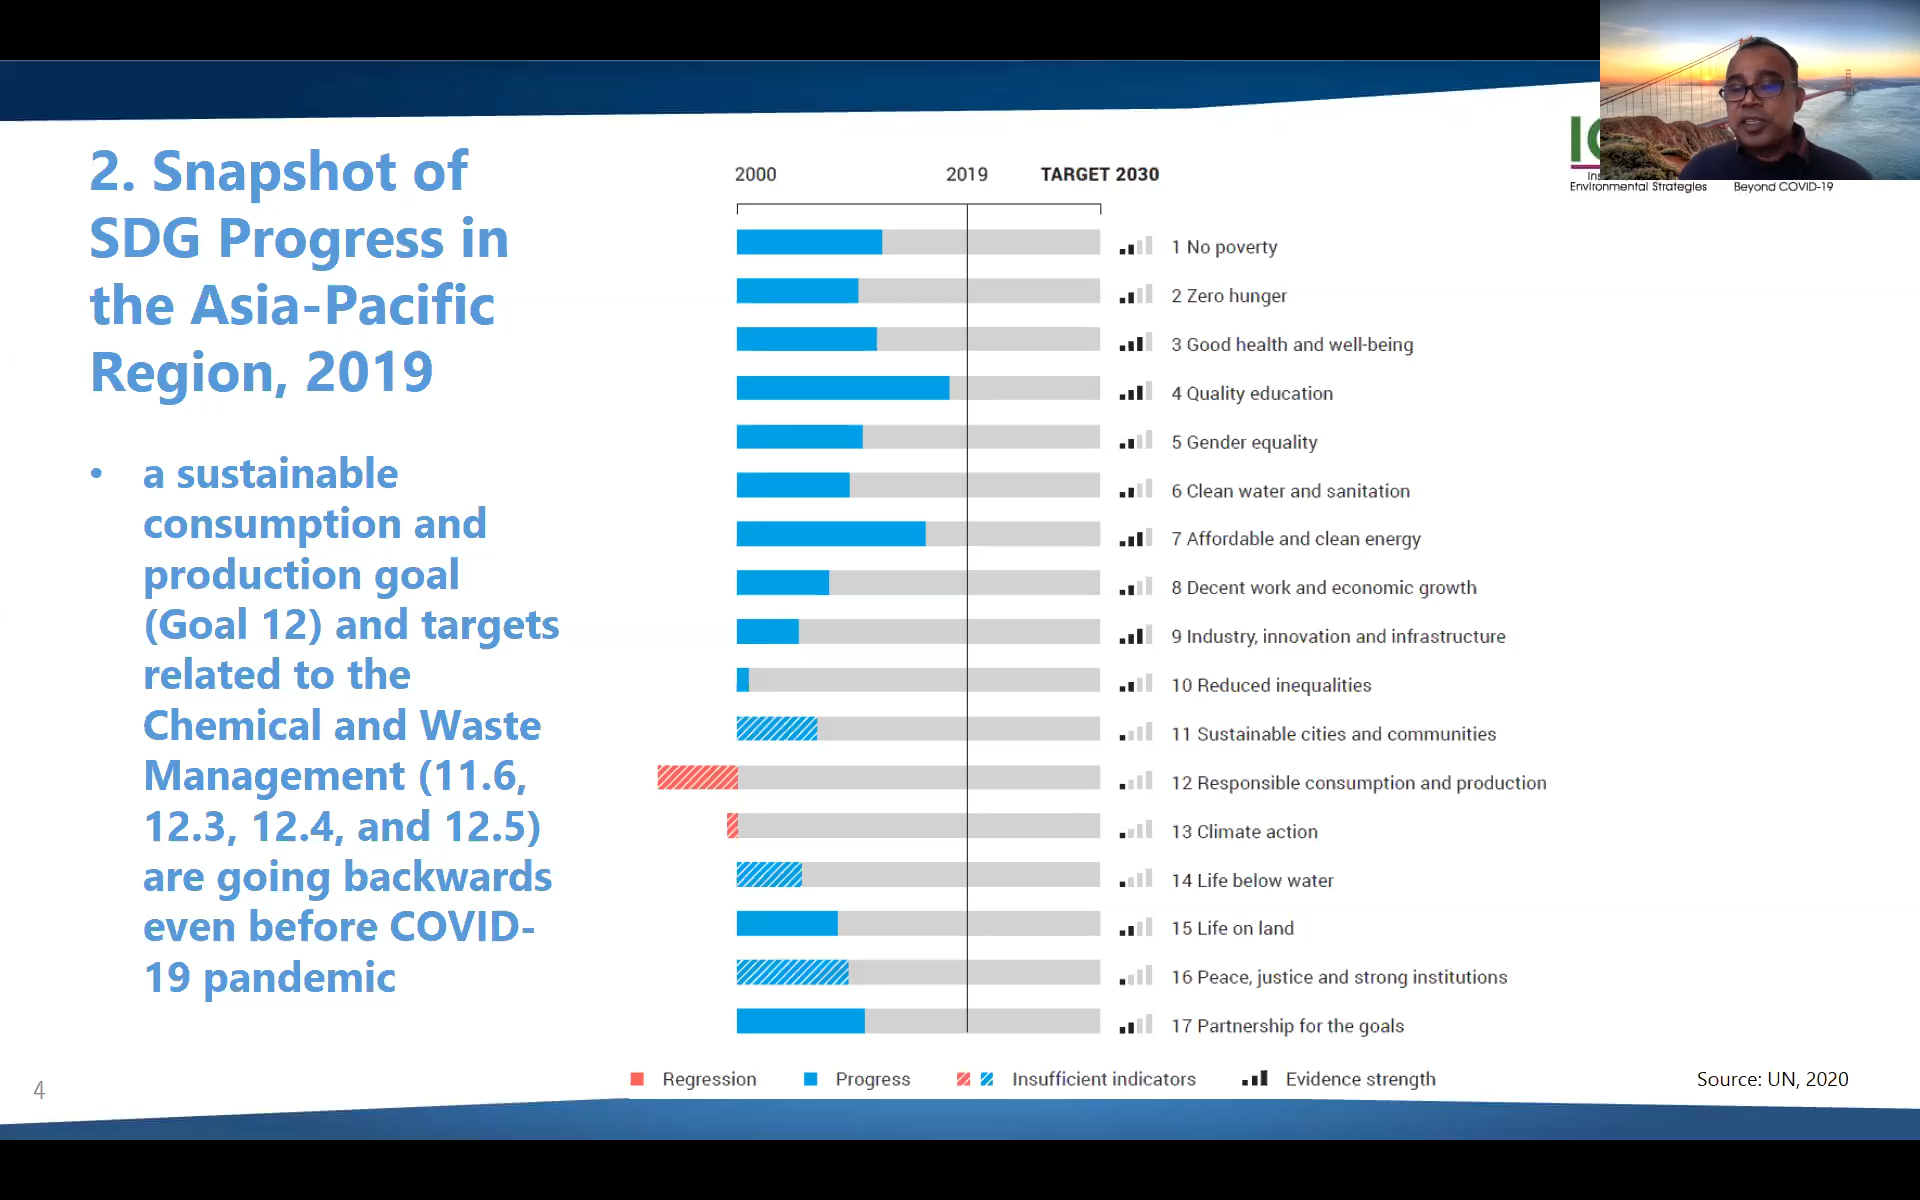 2. Snapshot of
SDG Progress in
the Asia-Pacific
Region, 2019
• a sustainable
consumption and
production goal
(Goal 12) and targets
related to the
Chemical and Waste
Management (11.6,
12.3, 12.4, and 12.5)
are going backwards
even before COVID-
19 pandemic
2000 2019 TARGET 2030
1 No poverty
2 Zero hunger
3 Good health and well-being
4 Quality education
5 Gender equality
6 Clean water and sanitation
7 Affordable and clean energy
8 Decent work and economic growth
9 Industry, innovation and infrastructure
10 Reduced inequalities
11 Sustainable cities and communities
12 Responsible consumption and production
13 Climate action
14 Life below water
15 Life on land
16 Peace, justice and strong institutions
17 Partnership for the goals
Regression Progress Insufficient indicators Evidence strength
Environmental Strategies Beyond COVID-19
Source: UN, 2020
4